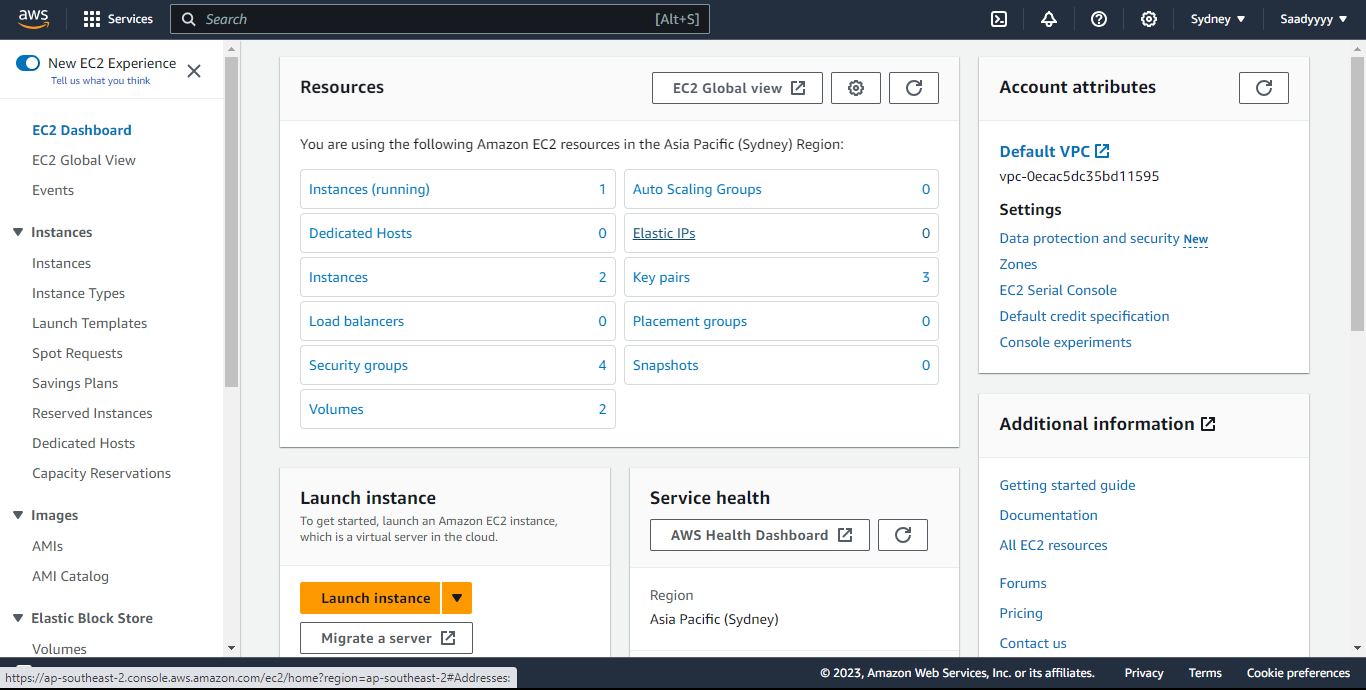 aws
Services
Search
[Alt+S]
Sydney
Saadyyyy
New EC2 Experience
Tell us what you think
EC2 Dashboard
EC2 Global View
Events
Instances
Instances
Instance Types
Launch Templates
Spot Requests
Savings Plans
Reserved Instances
Dedicated Hosts
Capacity Reservations
Images
AMIs
AMI Catalog
Elastic Block Store
Volumes
Resources
EC2 Global view
You are using the following Amazon EC2 resources in the Asia Pacific (Sydney) Region:
Instances (running) 1
Auto Scaling Groups 0
Dedicated Hosts 0
Elastic IPs 0
Instances 2
Key pairs 3
Load balancers 0
Placement groups 0
Security groups 4
Snapshots 0
Volumes 2
Launch instance
To get started, launch an Amazon EC2 instance,
which is a virtual server in the cloud.
Launch instance
Migrate a server
Service health
AWS Health Dashboard
Region
Asia Pacific (Sydney)
Account attributes
Default VPC
vpc-0ecac5dc35bd11595
Settings
Data protection and security New
Zones
EC2 Serial Console
Default credit specification
Console experiments
Additional information
Getting started guide
Documentation
All EC2 resources
Forums
Pricing
Contact us
https://ap-southeast-2.console.aws.amazon.com/ec2/home?region=ap-southeast-2#Addresses:
© 2023, Amazon Web Services, Inc. or its affiliates.
Privacy
Terms
Cookie preferences